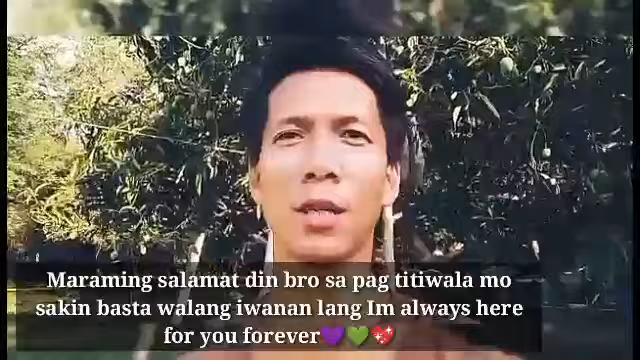 Maraming salamat din bro sa pag titiwala mo
sakin basta walang iwanan lang Im always here
for you forever💜💚💖